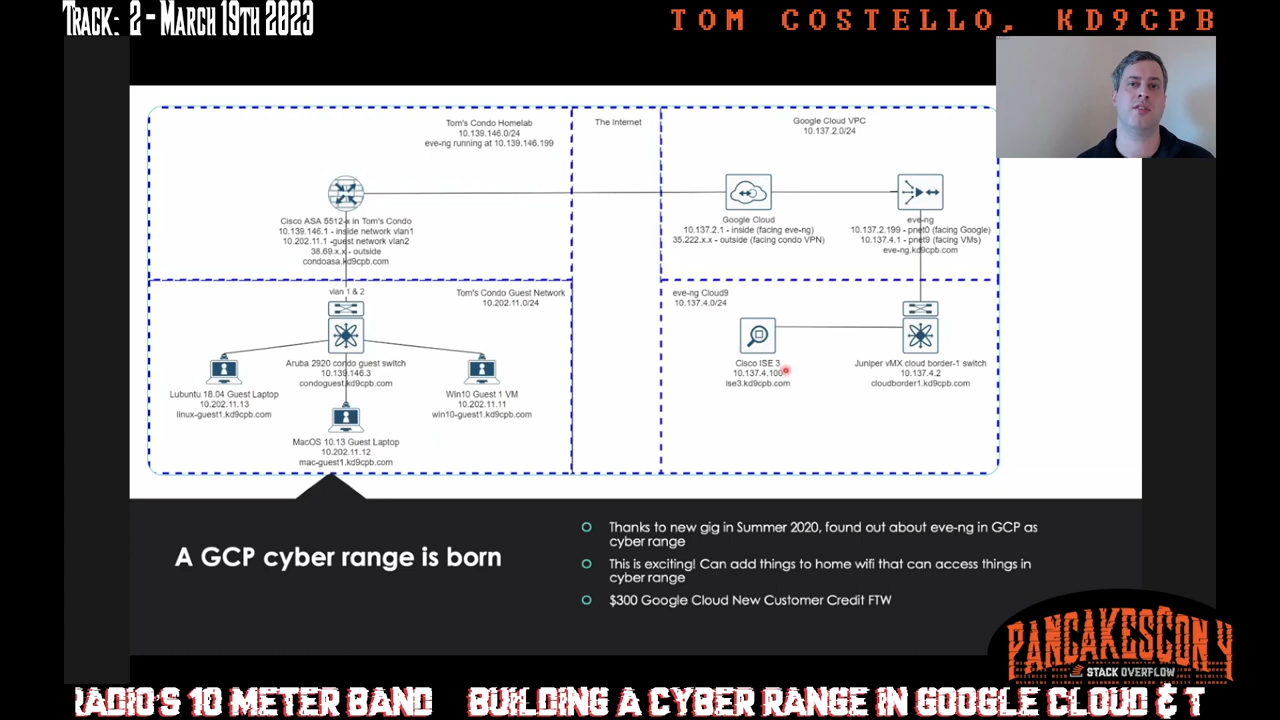 TRACK: 2 - MARCH 19TH 2023
TOM COSTELLO, KD9CPB
Tom's Condo Homelab
10.139.146.0/24
eve-ng running at 10.139.146.199
The Internet
Google Cloud VPC
10.137.2.0/24
Cisco ASA 5512-x in Tom's Condo
10.139.146.1 - inside network vlan1
10.202.11.1 -guest network vlan2
38.69.x.x - outside
condoasa.kd9cpb.com
Google Cloud
10.137.2.1 - inside (facing eve-ng)
35.222.x.x - outside (facing condo VPN)
eve-ng
10.137.2.199 - pnet0 (facing Google)
10.137.4.1 - pnet9 (facing VMs)
eve-ng.kd9cpb.com
vlan 1 & 2
Tom's Condo Guest Network
10.202.11.0/24
eve-ng Cloud9
10.137.4.0/24
Aruba 2920 condo guest switch
10.139.146.3
condoguest.kd9cpb.com
Lubuntu 18.04 Guest Laptop
10.202.11.13
linux-guest1.kd9cpb.com
Win10 Guest 1 VM
10.202.11.11
win10-guest1.kd9cpb.com
MacOS 10.13 Guest Laptop
10.202.11.12
mac-guest1.kd9cpb.com
Cisco ISE 3
10.137.4.100
ise3.kd9cpb.com
Juniper vMX cloud border-1 switch
10.137.4.2
cloudborder1.kd9cpb.com
A GCP cyber range is born
Thanks to new gig in Summer 2020, found out about eve-ng in GCP as
cyber range
This is exciting! Can add things to home wifi that can access things in
cyber range
$300 Google Cloud New Customer Credit FTW
PANCAKESCON 4
STACK OVERFLOW
RADIO'S 10 METER BAND BUILDING A CYBER RANGE IN GOOGLE CLOUD & T